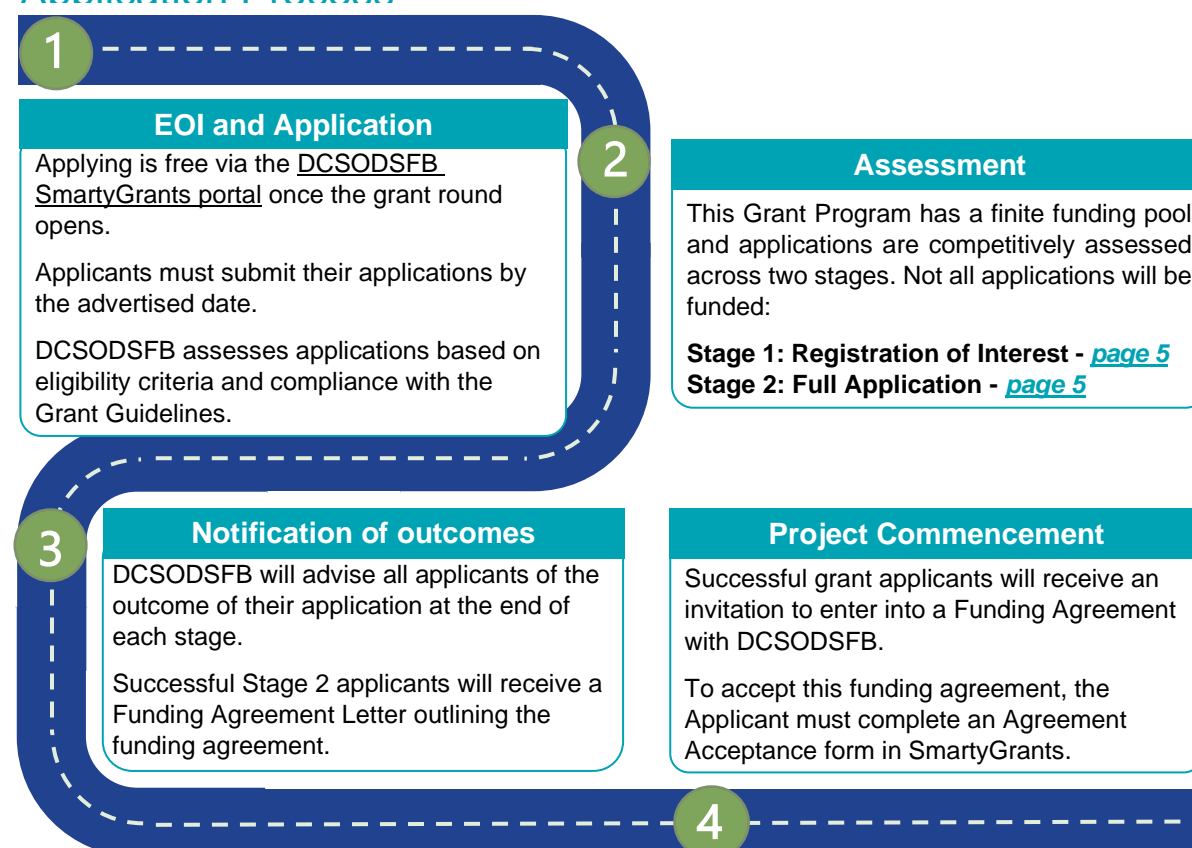 Application Process
1
EOI and Application
Applying is free via the DCSODSFB
SmartyGrants portal once the grant round
opens.
Applicants must submit their applications by
the advertised date.
DCSODSFB assesses applications based on
eligibility criteria and compliance with the
Grant Guidelines.
2
Assessment
This Grant Program has a finite funding pool
and applications are competitively assessed
across two stages. Not all applications will be
funded:
Stage 1: Registration of Interest - page 5
Stage 2: Full Application - page 5
3
Notification of outcomes
DCSODSFB will advise all applicants of the
outcome of their application at the end of
each stage.
Successful Stage 2 applicants will receive a
Funding Agreement Letter outlining the
funding agreement.
Project Commencement
Successful grant applicants will receive an
invitation to enter into a Funding Agreement
with DCSODSFB.
To accept this funding agreement, the
Applicant must complete an Agreement
Acceptance form in SmartyGrants.
4